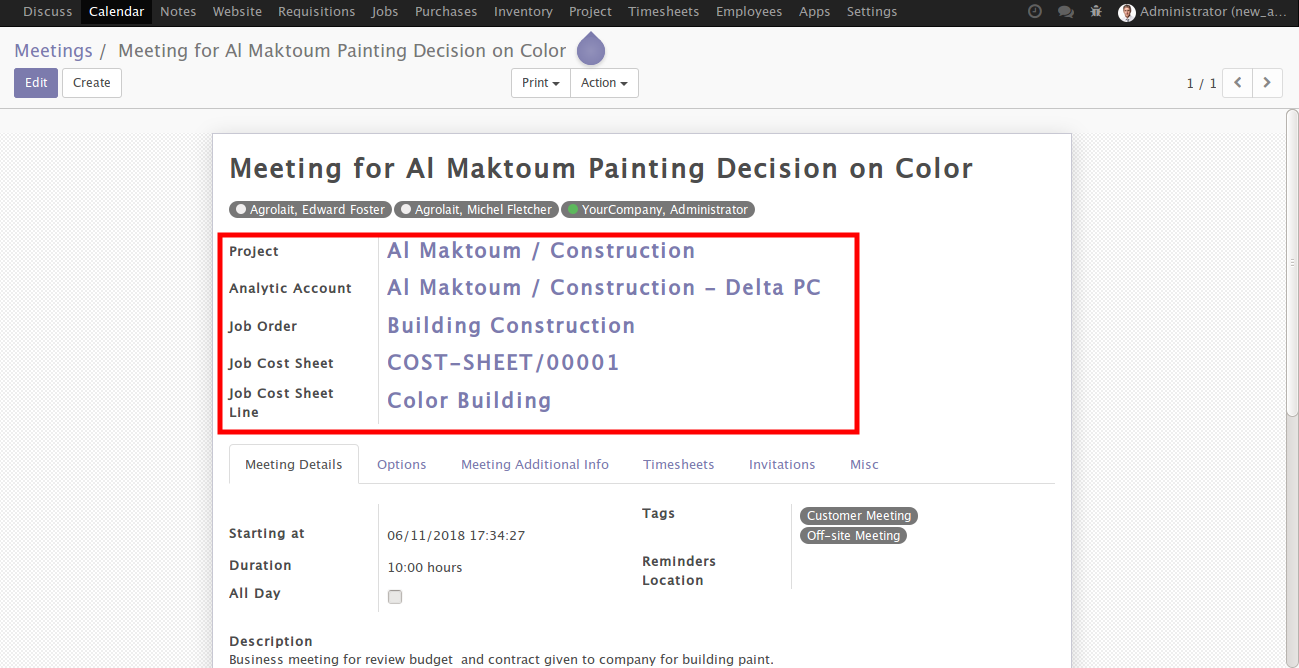 Discuss Calendar Notes Website Requisitions Jobs Purchases Inventory Project Timesheets Employees Apps Settings Administrator (new_a...
Meetings / Meeting for Al Maktoum Painting Decision on Color
Edit Create Print Action 1 / 1
Meeting for Al Maktoum Painting Decision on Color
Agrolait, Edward Foster Agrolait, Michel Fletcher YourCompany, Administrator
Project Al Maktoum / Construction
Analytic Account Al Maktoum / Construction - Delta PC
Job Order Building Construction
Job Cost Sheet COST-SHEET/00001
Job Cost Sheet
Line
Color Building
Meeting Details Options Meeting Additional Info Timesheets Invitations Misc
Starting at 06/11/2018 17:34:27
Duration 10:00 hours
All Day
Tags Customer Meeting
Off-site Meeting
Reminders
Location
Description
Business meeting for review budget  and contract given to company for building paint.